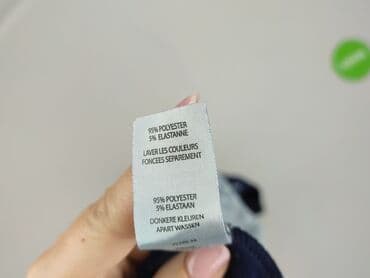 95% POLYESTER
5% ELASTANNE
LAVER LES COULEURS
FONCEES SEPAREMENT
95% POLYESTER
5% ELASTAAN
DONKERE KLEUREN
APART WASSEN